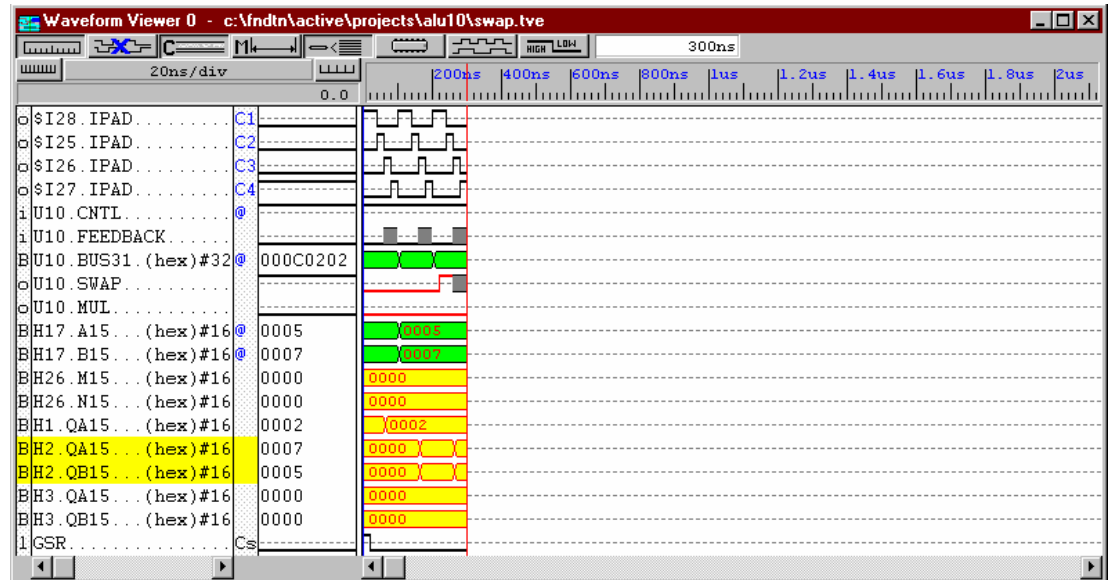 Waveform Viewer 0 - c:\fndtn\active\projects\alu10\swap.tve
C M HIGH LOW 300ns
20ns/div 200ns 400ns 600ns 800ns 1us 1.2us 1.4us 1.6us 1.8us 2us
0.0
o $I28.IPAD......... C1
o $I25.IPAD......... C2
o $I26.IPAD......... C3
o $I27.IPAD......... C4
i U10.CNTL.......... @
i U10.FEEDBACK......
B U10.BUS31.(hex)#32 @ 000C0202
o U10.SWAP..........
o U10.MUL...........
B H17.A15...(hex)#16 @ 0005 0005
B H17.B15...(hex)#16 @ 0007 0007
B H26.M15...(hex)#16 0000 0000
B H26.N15...(hex)#16 0000 0000
B H1.QA15...(hex)#16 0002 0002
B H2.QA15...(hex)#16 0007 0000
B H2.QB15...(hex)#16 0005 0000
B H3.QA15...(hex)#16 0000 0000
B H3.QB15...(hex)#16 0000 0000
l GSR............... Cs